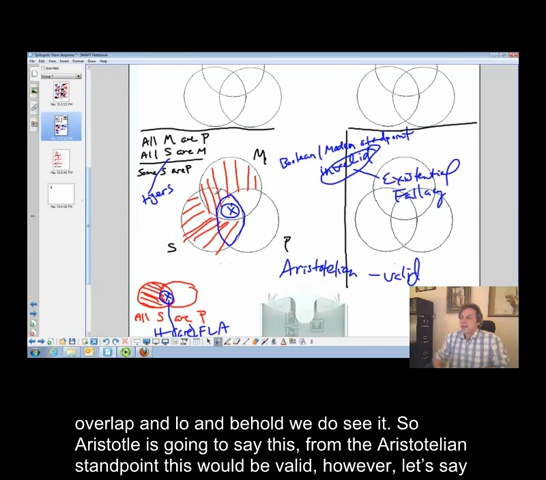 All M are P
All S are M
Some S are P
tigers
M
S
P
Boolean/Modern standpoint
invalid
Existential
Fallacy
Aristotelian - valid
All S are P
FLA
overlap and lo and behold we do see it. So
Aristotle is going to say this, from the Aristotelian
standpoint this would be valid, however, let's say